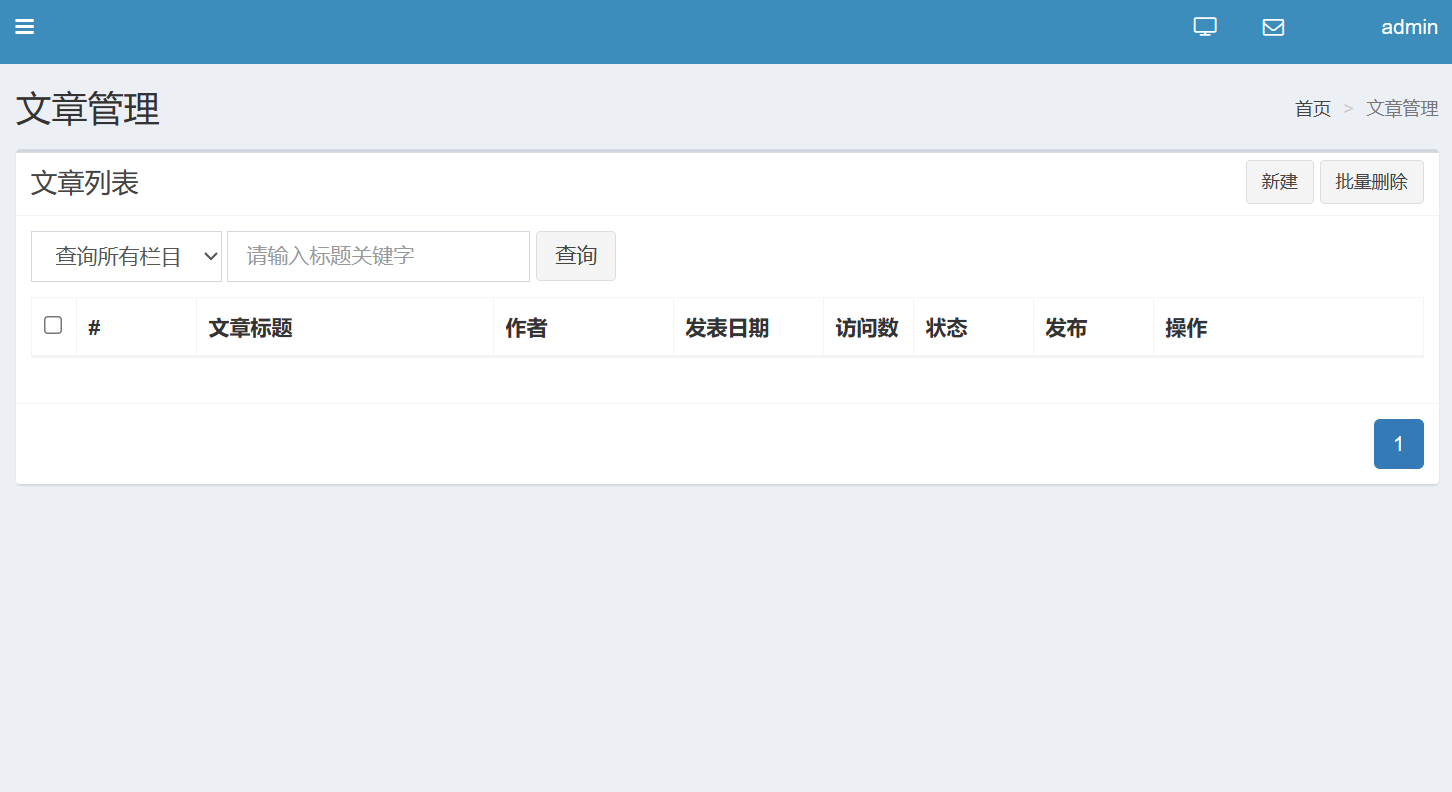 admin
文章管理
首页 > 文章管理
文章列表
新建 批量删除
查询所有栏目 请输入标题关键字 查询
# 文章标题 作者 发表日期 访问数 状态 发布 操作
1